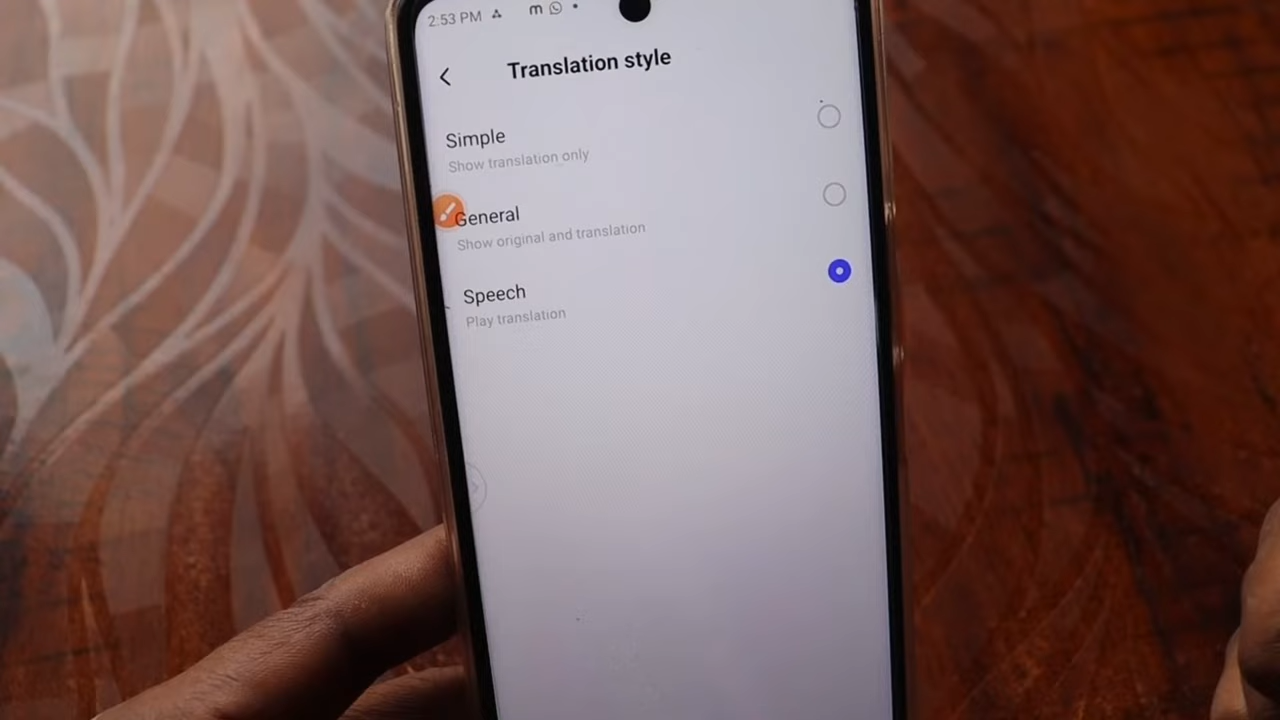 2:53 PM m
Translation style
Simple
Show translation only
General
Show original and translation
Speech
Play translation